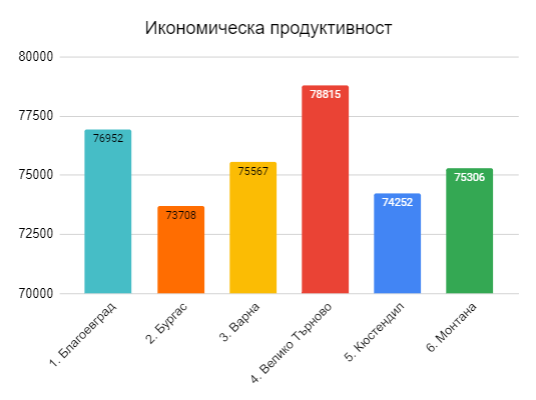 Икономическа продуктивност
80000
77500
75000
72500
70000
76952
73708
75567
78815
74252
75306
1. Благоевград
2. Бургас
3. Варна
4. Велико Търново
5. Кюстендил
6. Монтана